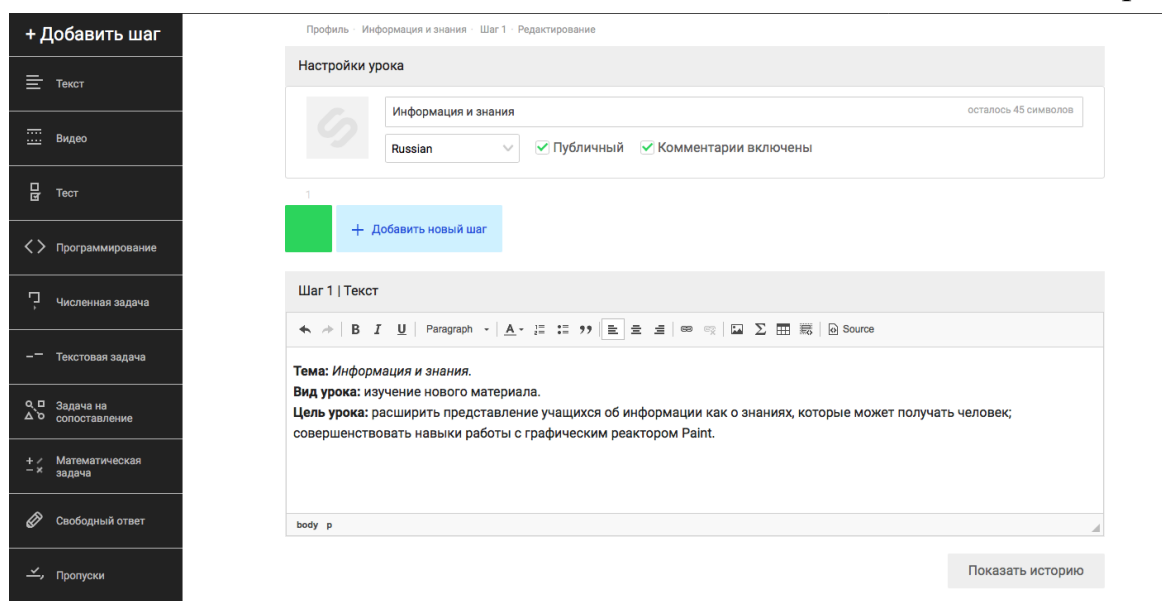 + Добавить шаг
Текст
Видео
Тест
Программирование
Численная задача
Текстовая задача
Задача на
сопоставление
Математическая
задача
Свободный ответ
Пропуски
Профиль · Информация и знания · Шаг 1 · Редактирование
Настройки урока
Информация и знания
осталось 45 символов
Russian
Публичный
Комментарии включены
1
+ Добавить новый шаг
Шаг 1 | Текст
B I U Paragraph A Source
Тема: Информация и знания.
Вид урока: изучение нового материала.
Цель урока: расширить представление учащихся об информации как о знаниях, которые может получать человек;
совершенствовать навыки работы с графическим реактором Paint.
body p
Показать историю